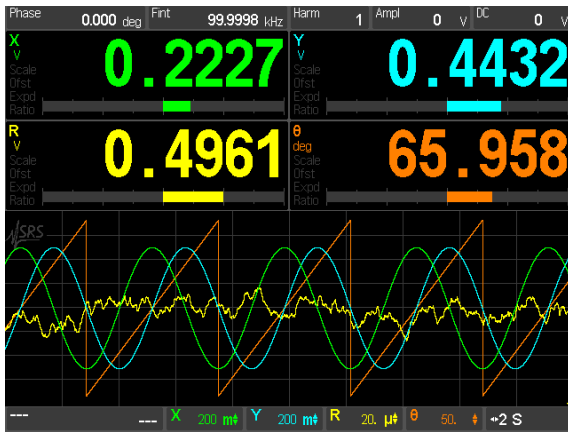 Phase 0.000 deg Fint 99.9998 kHz Harm 1 Ampl 0 V DC 0 V
X
V
Scale
Ofst
Expd
Ratio
0.2227
Y
V
Scale
Ofst
Expd
Ratio
0.4432
R
V
Scale
Ofst
Expd
Ratio
0.4961
θ
deg
Scale
Ofst
Expd
Ratio
65.958
SRS
--- --- X 200 m Y 200 m R 20. μ θ 50. 2 S